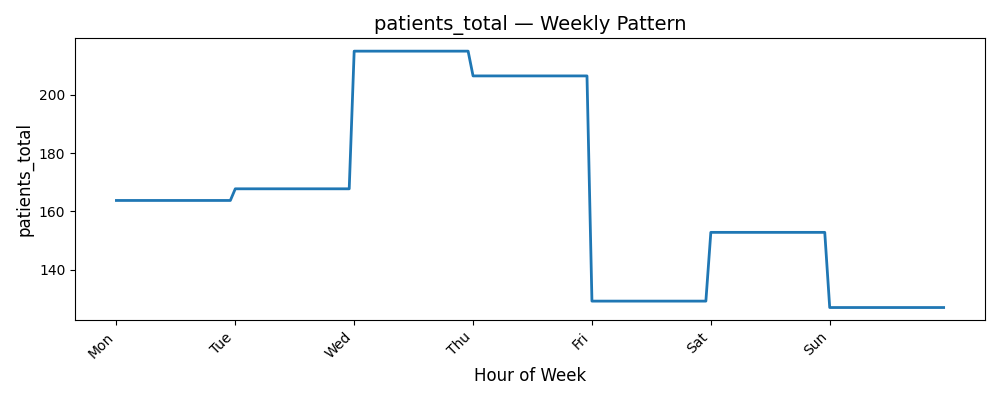 patients_total — Weekly Pattern
patients_total
200
180
160
140
Mon
Tue
Wed
Thu
Fri
Sat
Sun
Hour of Week